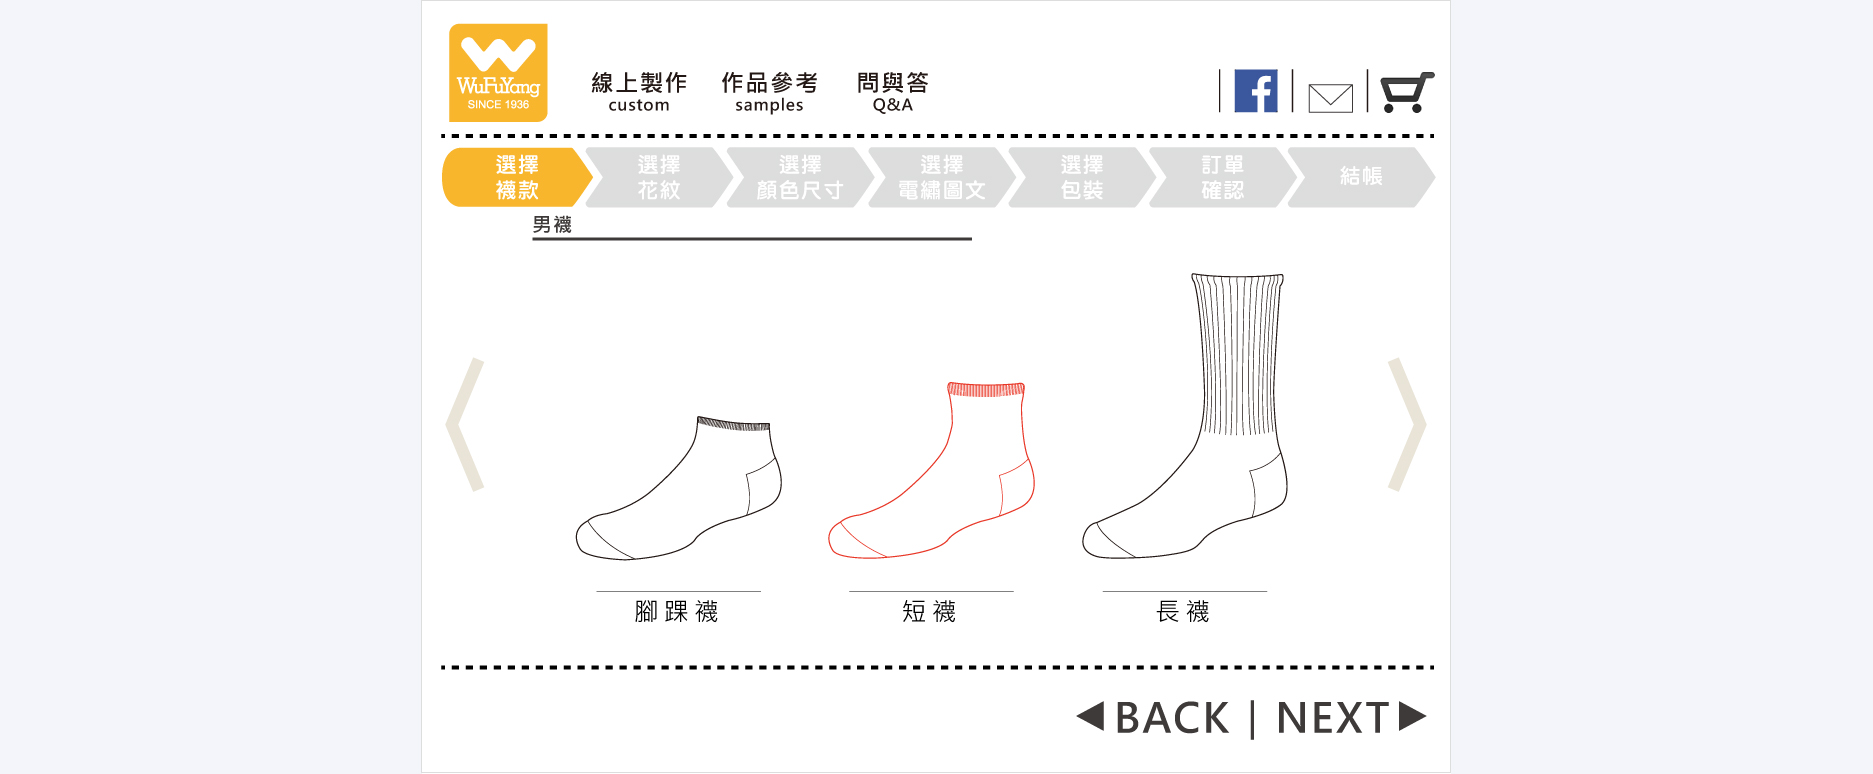 WuFuYang
SINCE 1936
線上製作
custom
作品參考
samples
問與答
Q&A
選擇
襪款
選擇
花紋
選擇
顏色尺寸
選擇
電繡圖文
選擇
包裝
訂單
確認
結帳
男襪
腳踝襪
短襪
長襪
BACK | NEXT